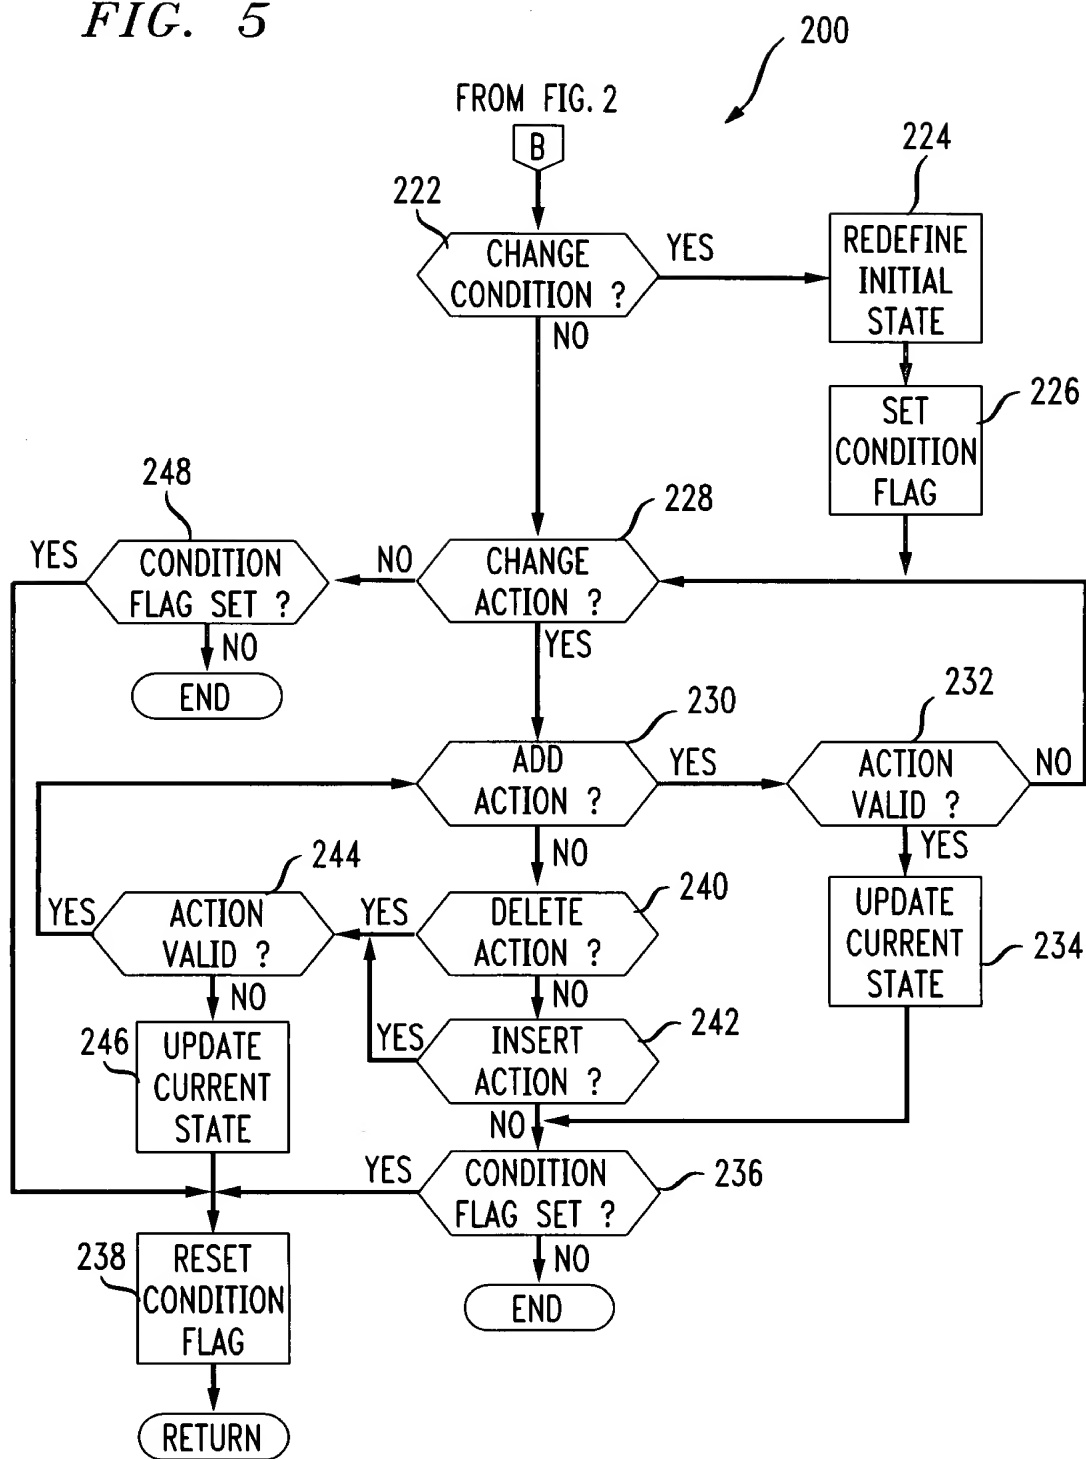 FIG. 5
200
FROM FIG. 2
B
224
222
CHANGE
CONDITION ?
YES
NO
REDEFINE
INITIAL
STATE
226
SET
CONDITION
FLAG
248
YES
CONDITION
FLAG SET ?
NO
END
228
NO
CHANGE
ACTION ?
YES
230
ADD
ACTION ?
YES
NO
232
ACTION
VALID ?
NO
YES
244
YES
ACTION
VALID ?
NO
240
YES
DELETE
ACTION ?
NO
UPDATE
CURRENT
STATE
234
246
UPDATE
CURRENT
STATE
242
YES
INSERT
ACTION ?
NO
236
YES
CONDITION
FLAG SET ?
NO
END
238
RESET
CONDITION
FLAG
RETURN